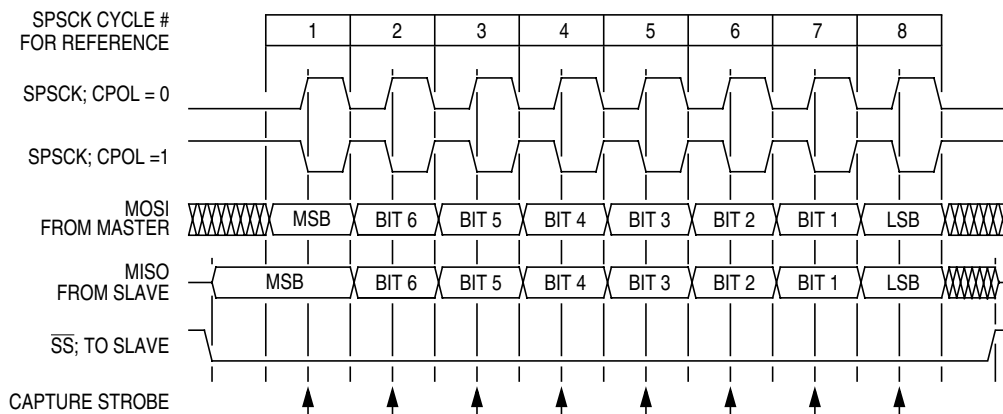 SPSCK CYCLE #
FOR REFERENCE
1 2 3 4 5 6 7 8
SPSCK; CPOL = 0
SPSCK; CPOL =1
MOSI
FROM MASTER
MSB BIT 6 BIT 5 BIT 4 BIT 3 BIT 2 BIT 1 LSB
MISO
FROM SLAVE
MSB BIT 6 BIT 5 BIT 4 BIT 3 BIT 2 BIT 1 LSB
SS; TO SLAVE
CAPTURE STROBE